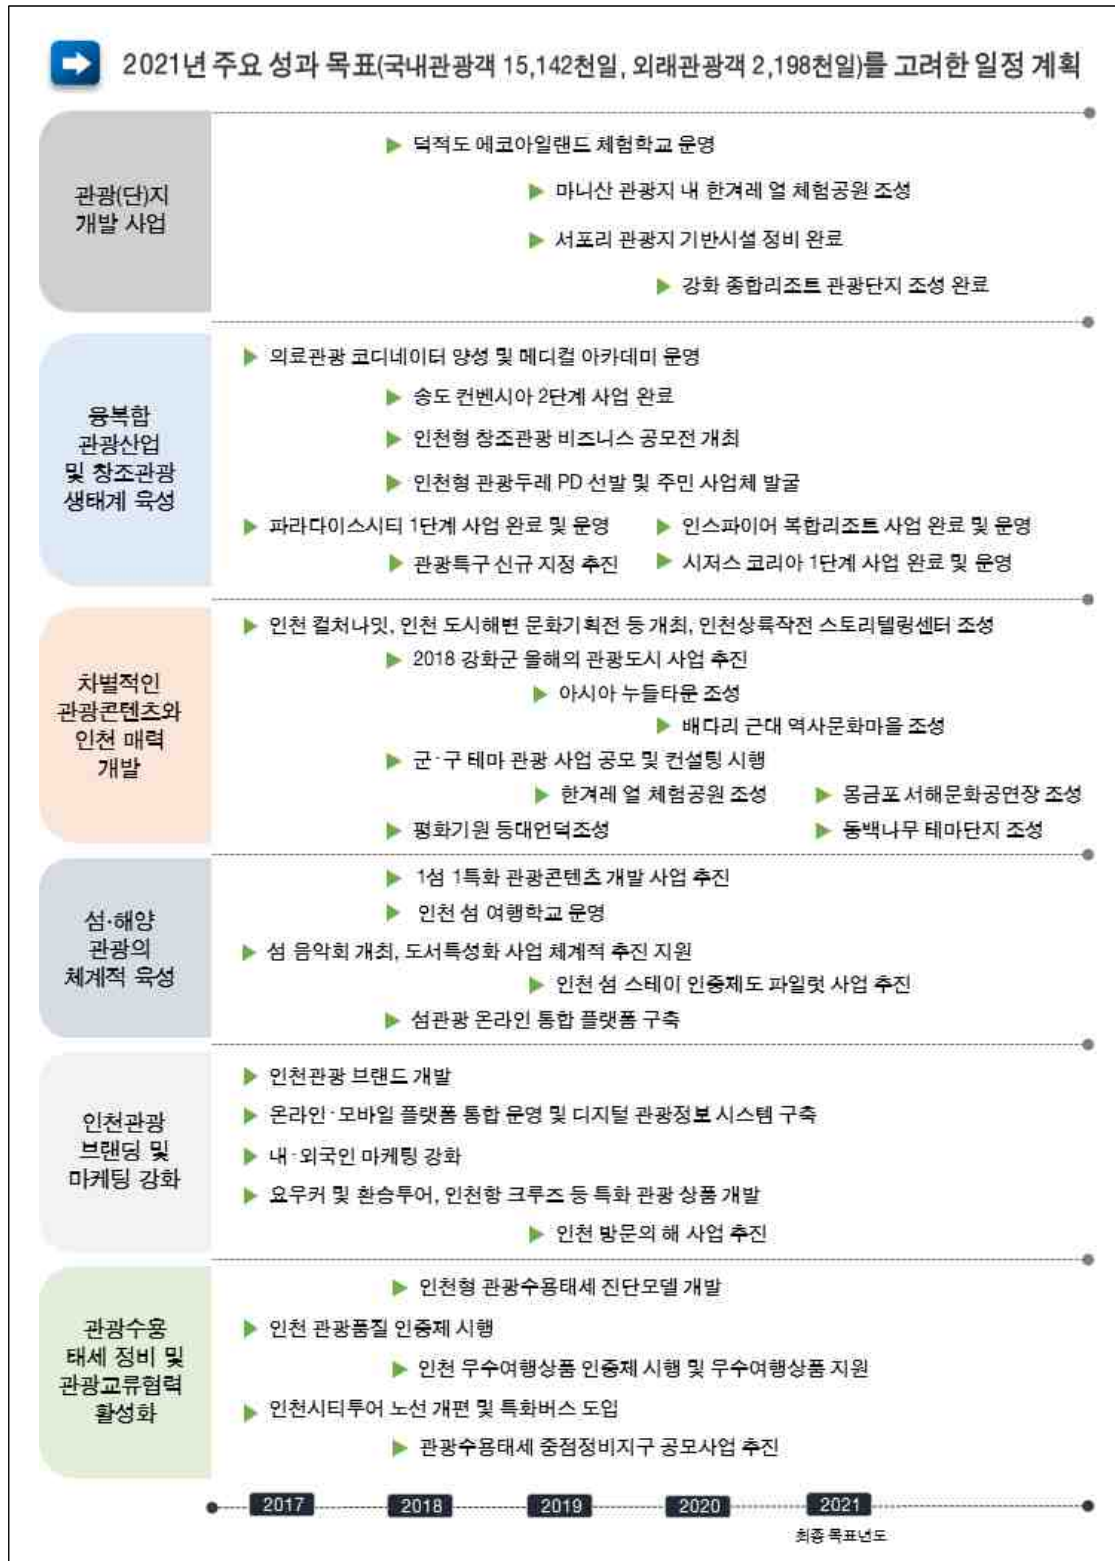 2021년 주요 성과 목표(국내관광객 15,142천일, 외래관광객 2,198천일)를 고려한 일정 계획
관광(단)지
개발 사업
덕적도 에코아일랜드 체험학교 운영
마니산 관광지 내 한겨레 얼 체험공원 조성
서포리 관광지 기반시설 정비 완료
강화 종합리조트 관광단지 조성 완료
융복합
관광산업
및 창조관광
생태계 육성
의료관광 코디네이터 양성 및 메디컬 아카데미 운영
송도 컨벤시아 2단계 사업 완료
인천형 창조관광 비즈니스 공모전 개최
인천형 관광두레 PD 선발 및 주민 사업체 발굴
파라다이스시티 1단계 사업 완료 및 운영 인스파이어 복합리조트 사업 완료 및 운영
관광특구 신규 지정 추진 시저스 코리아 1단계 사업 완료 및 운영
차별적인
관광콘텐츠와
인천 매력
개발
인천 컬처나잇, 인천 도시해변 문화기획전 등 개최, 인천상륙작전 스토리텔링센터 조성
2018 강화군 올해의 관광도시 사업 추진
아시아 누들타운 조성
배다리 근대 역사문화마을 조성
군·구 테마 관광 사업 공모 및 컨설팅 시행
한겨레 얼 체험공원 조성 몽금포 서해문화공연장 조성
평화기원 등대언덕조성 동백나무 테마단지 조성
섬·해양
관광의
체계적 육성
1섬 1특화 관광콘텐츠 개발 사업 추진
인천 섬 여행학교 운영
섬 음악회 개최, 도서특성화 사업 체계적 추진 지원
인천 섬 스테이 인증제도 파일럿 사업 추진
섬관광 온라인 통합 플랫폼 구축
인천관광
브랜딩 및
마케팅 강화
인천관광 브랜드 개발
온라인·모바일 플랫폼 통합 운영 및 디지털 관광정보 시스템 구축
내·외국인 마케팅 강화
요우커 및 환승투어, 인천항 크루즈 등 특화 관광 상품 개발
인천 방문의 해 사업 추진
관광수용
태세 정비 및
관광교류협력
활성화
인천형 관광수용태세 진단모델 개발
인천 관광품질 인증제 시행
인천 우수여행상품 인증제 시행 및 우수여행상품 지원
인천시티투어 노선 개편 및 특화버스 도입
관광수용태세 중점정비지구 공모사업 추진
2017 2018 2019 2020 2021
최종 목표년도